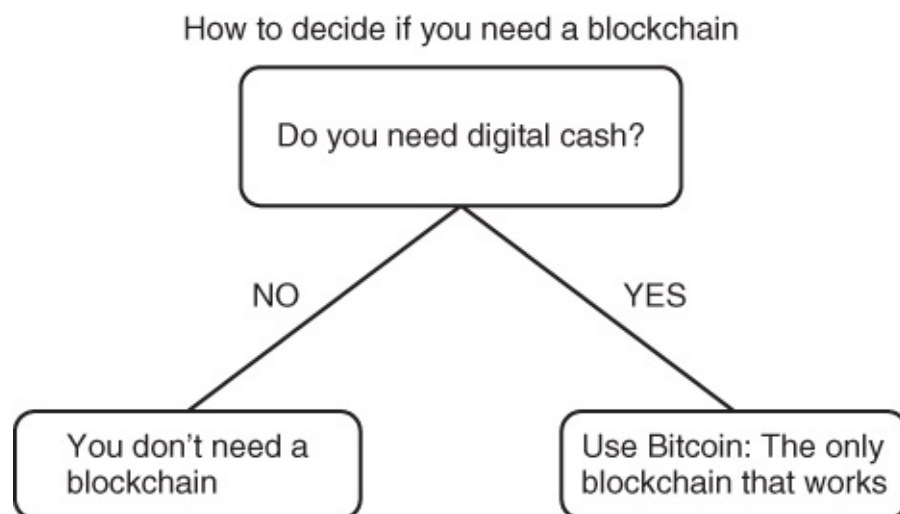 How to decide if you need a blockchain
Do you need digital cash?
NO
YES
You don’t need a
blockchain
Use Bitcoin: The only
blockchain that works